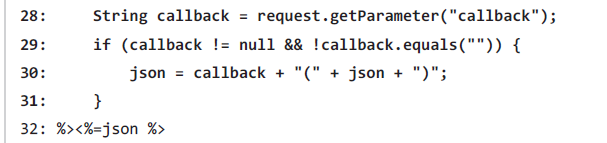 28:     String callback = request.getParameter("callback");
29:     if (callback != null && !callback.equals("")) {
30:         json = callback + "(" + json + ")";
31:     }
32: %><%=json %>